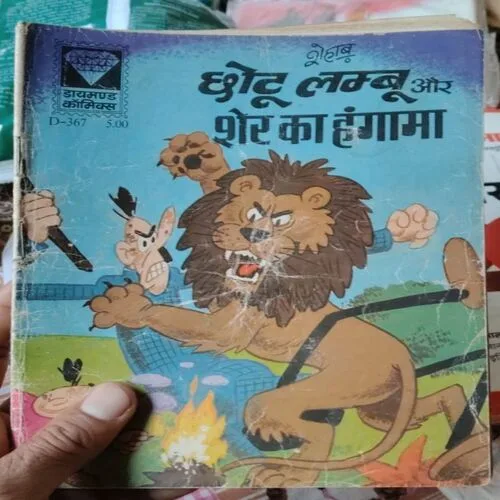 शेहाब
छोटू लम्बू और
शेर का हंगामा
डायमण्ड
कॉमिक्स
D-367 5.00